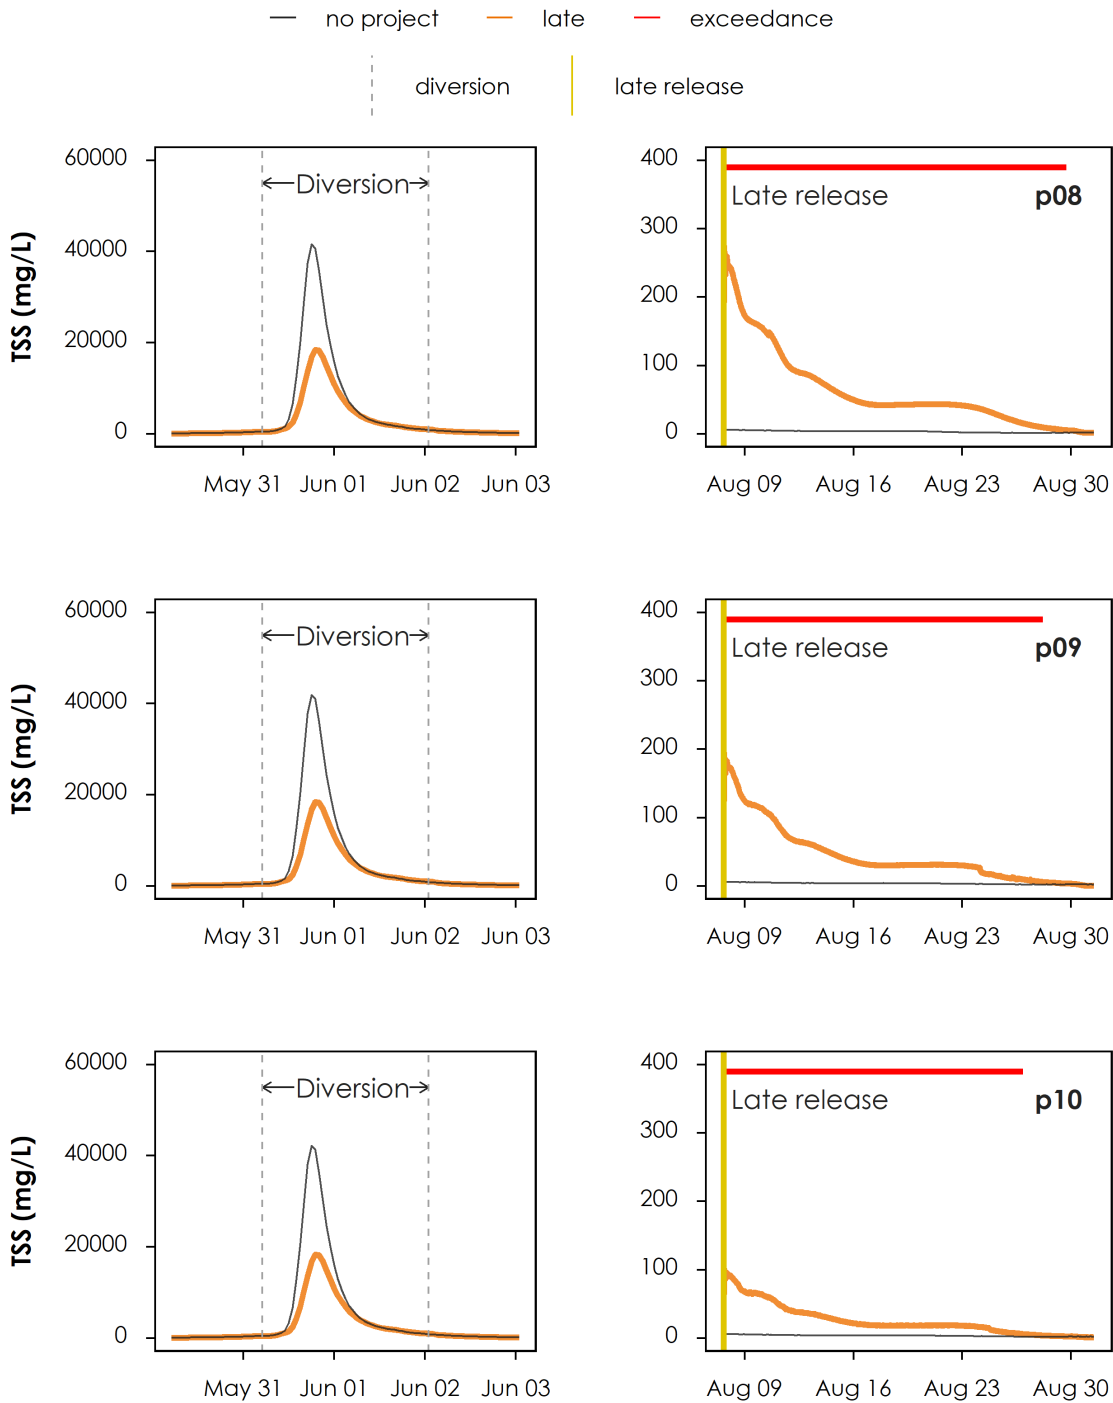 no project late exceedance
diversion late release
TSS (mg/L)
60000
40000
20000
0
Diversion
May 31 Jun 01 Jun 02 Jun 03
400
300
200
100
0
Late release p08
Aug 09 Aug 16 Aug 23 Aug 30
TSS (mg/L)
60000
40000
20000
0
Diversion
May 31 Jun 01 Jun 02 Jun 03
400
300
200
100
0
Late release p09
Aug 09 Aug 16 Aug 23 Aug 30
TSS (mg/L)
60000
40000
20000
0
Diversion
May 31 Jun 01 Jun 02 Jun 03
400
300
200
100
0
Late release p10
Aug 09 Aug 16 Aug 23 Aug 30